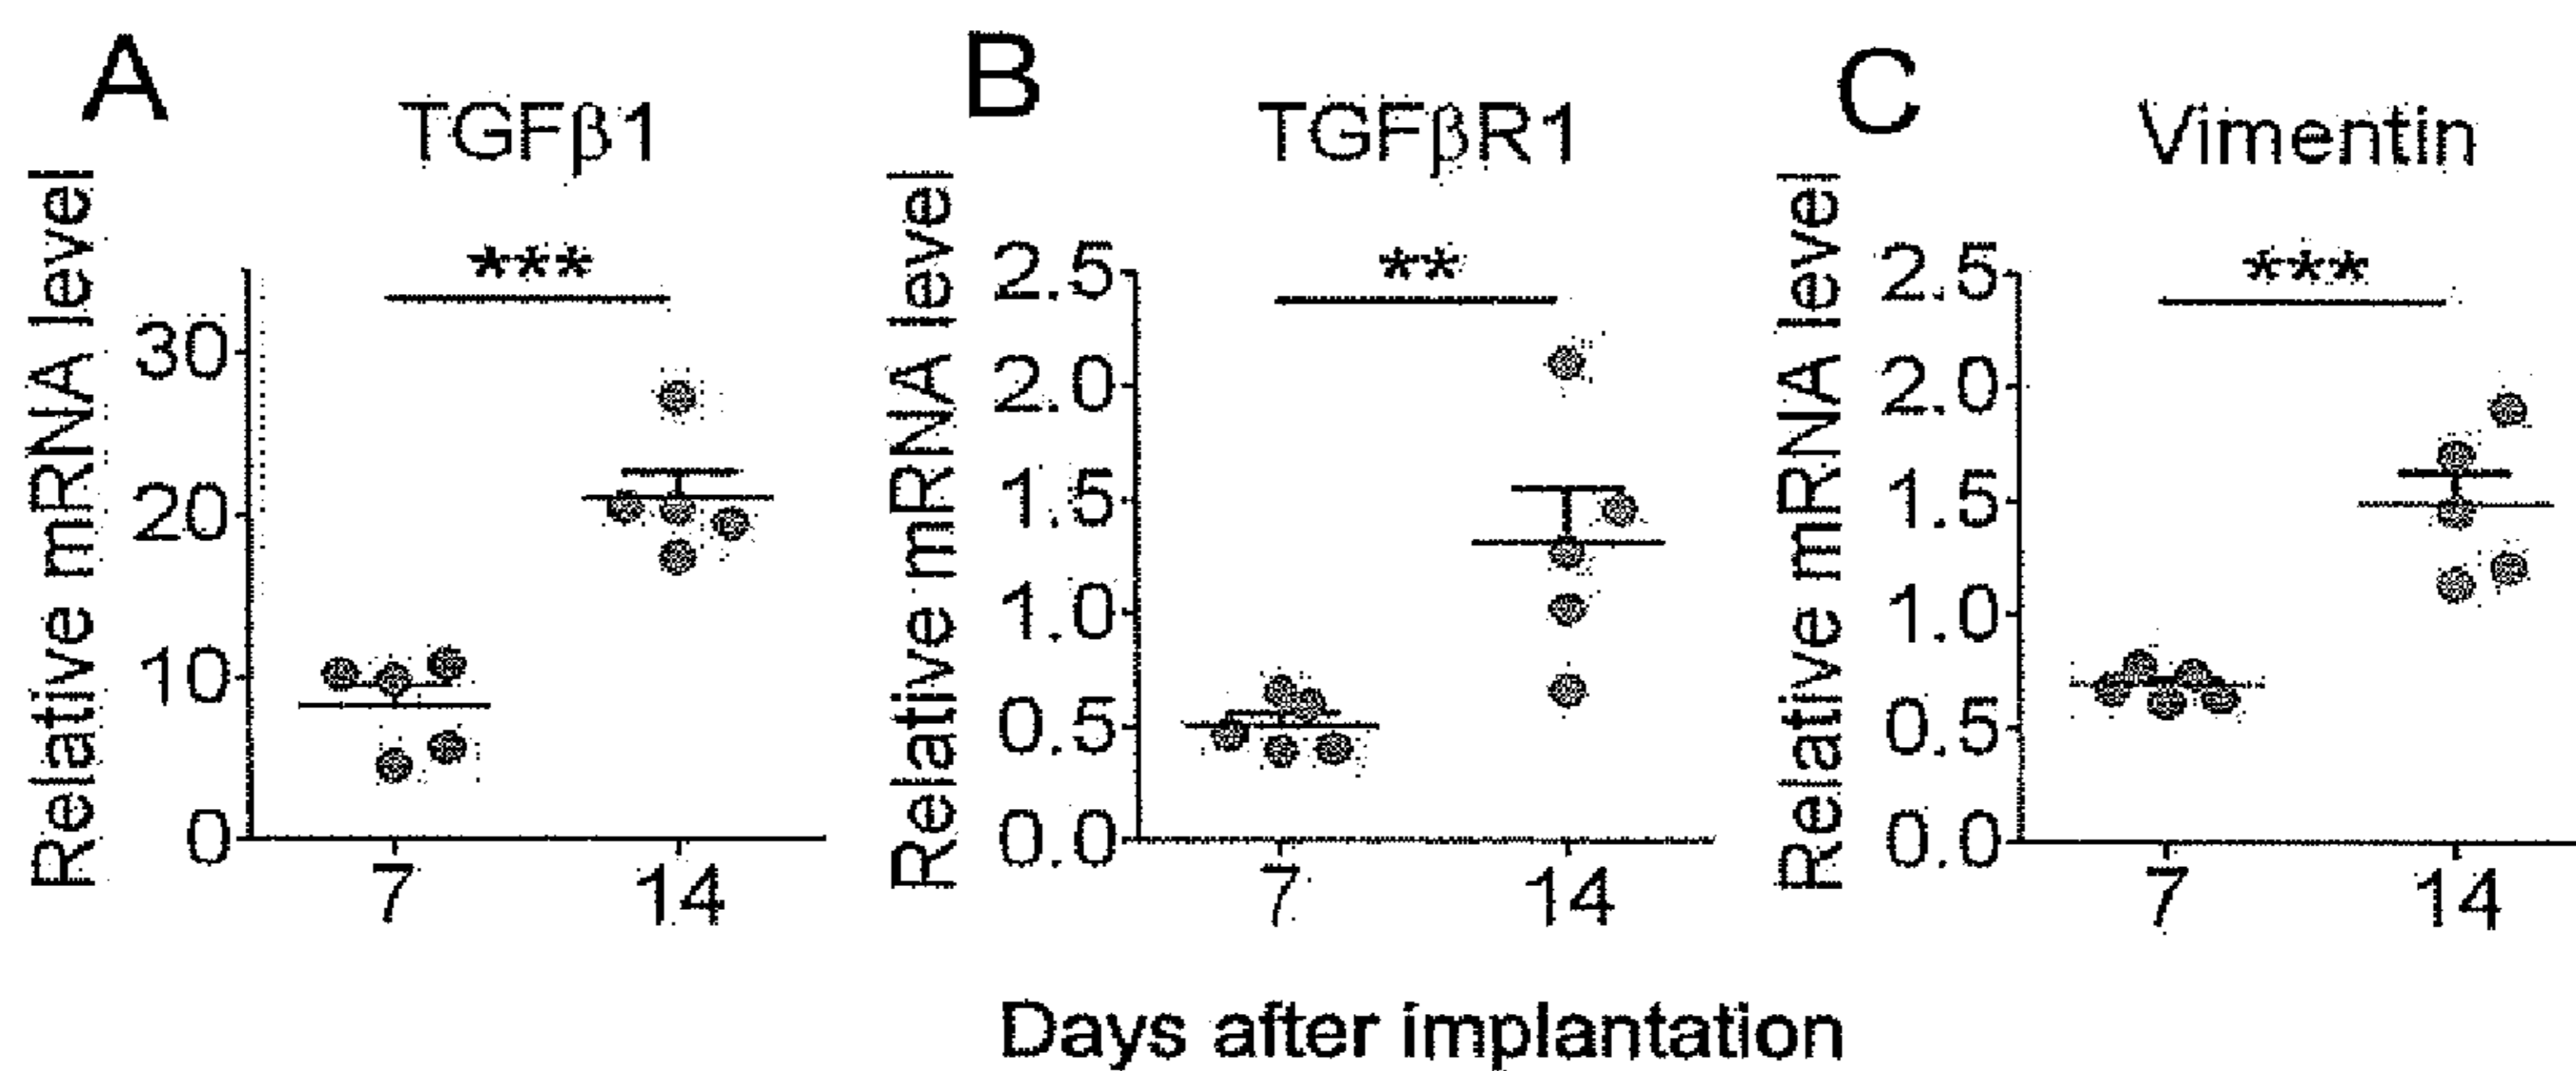 A
TGFβ1
Relative mRNA level
***
30
20
10
0
7 14
B
TGFβR1
Relative mRNA level
**
2.5
2.0
1.5
1.0
0.5
0.0
7 14
C
Vimentin
Relative mRNA level
***
2.5
2.0
1.5
1.0
0.5
0.0
7 14
Days after implantation